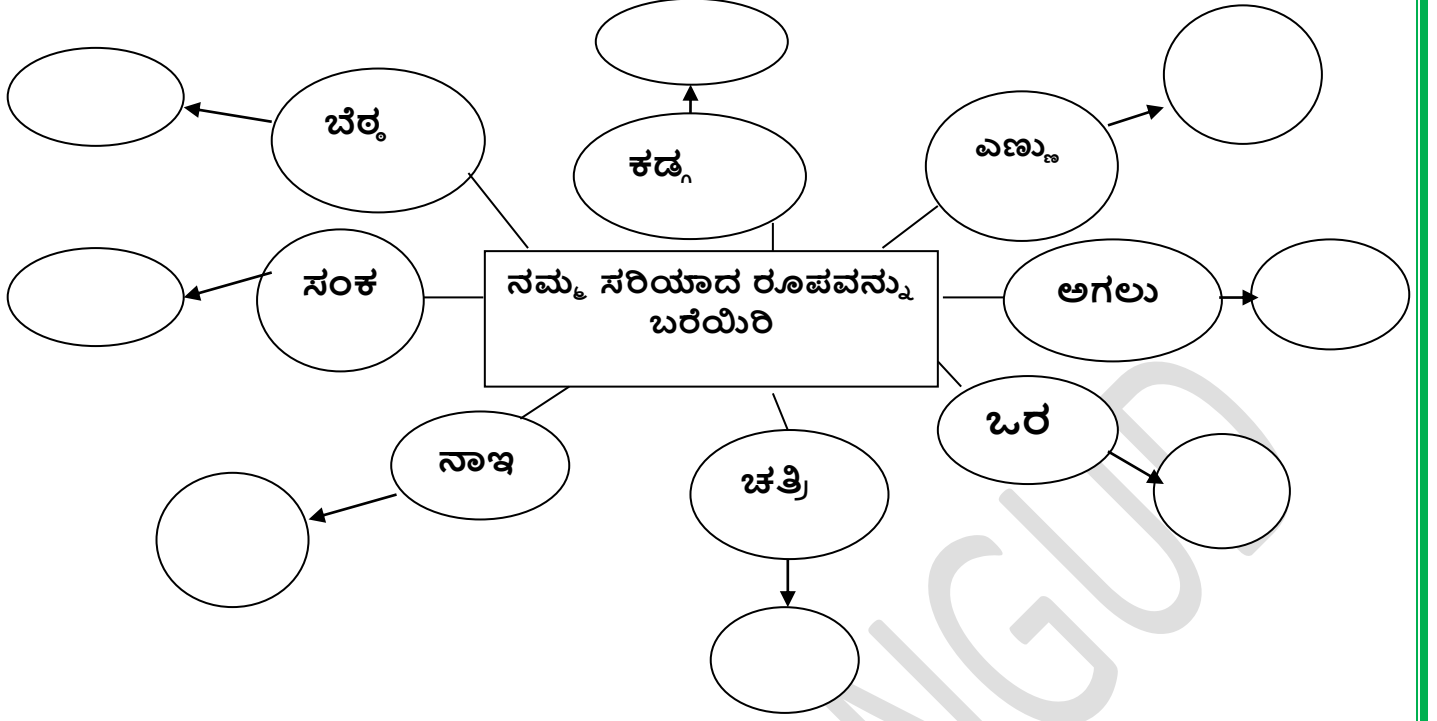 ಬೆಠ್ಠ
ಕಡ್ಗ
ಎಣ್ಣು
ಸಂಕ
ನಮ್ಮ ಸರಿಯಾದ ರೂಪವನ್ನು
ಬರೆಯಿರಿ
ಅಗಲು
ಒರ
ನಾಇ
ಚತ್ರಿ